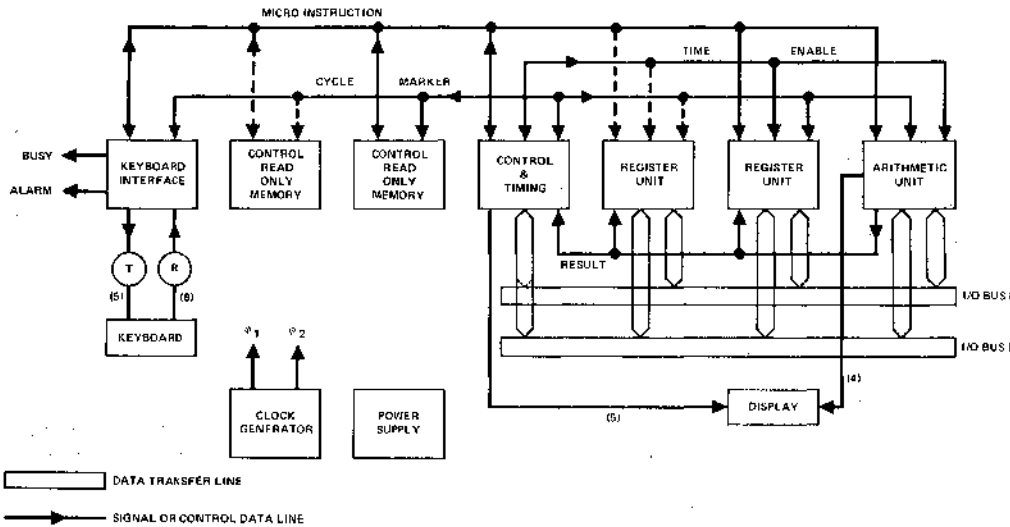 MICRO INSTRUCTION
TIME ENABLE
CYCLE MARKER
BUSY
ALARM
KEYBOARD
INTERFACE
CONTROL
READ
ONLY
MEMORY
CONTROL
READ
ONLY
MEMORY
CONTROL
&
TIMING
REGISTER
UNIT
REGISTER
UNIT
ARITHMETIC
UNIT
T
R
(5)
(8)
KEYBOARD
RESULT
I/O BUS
I/O BUS
φ1
φ2
CLOCK
GENERATOR
POWER
SUPPLY
(5)
(4)
DISPLAY
DATA TRANSFER LINE
SIGNAL OR CONTROL DATA LINE